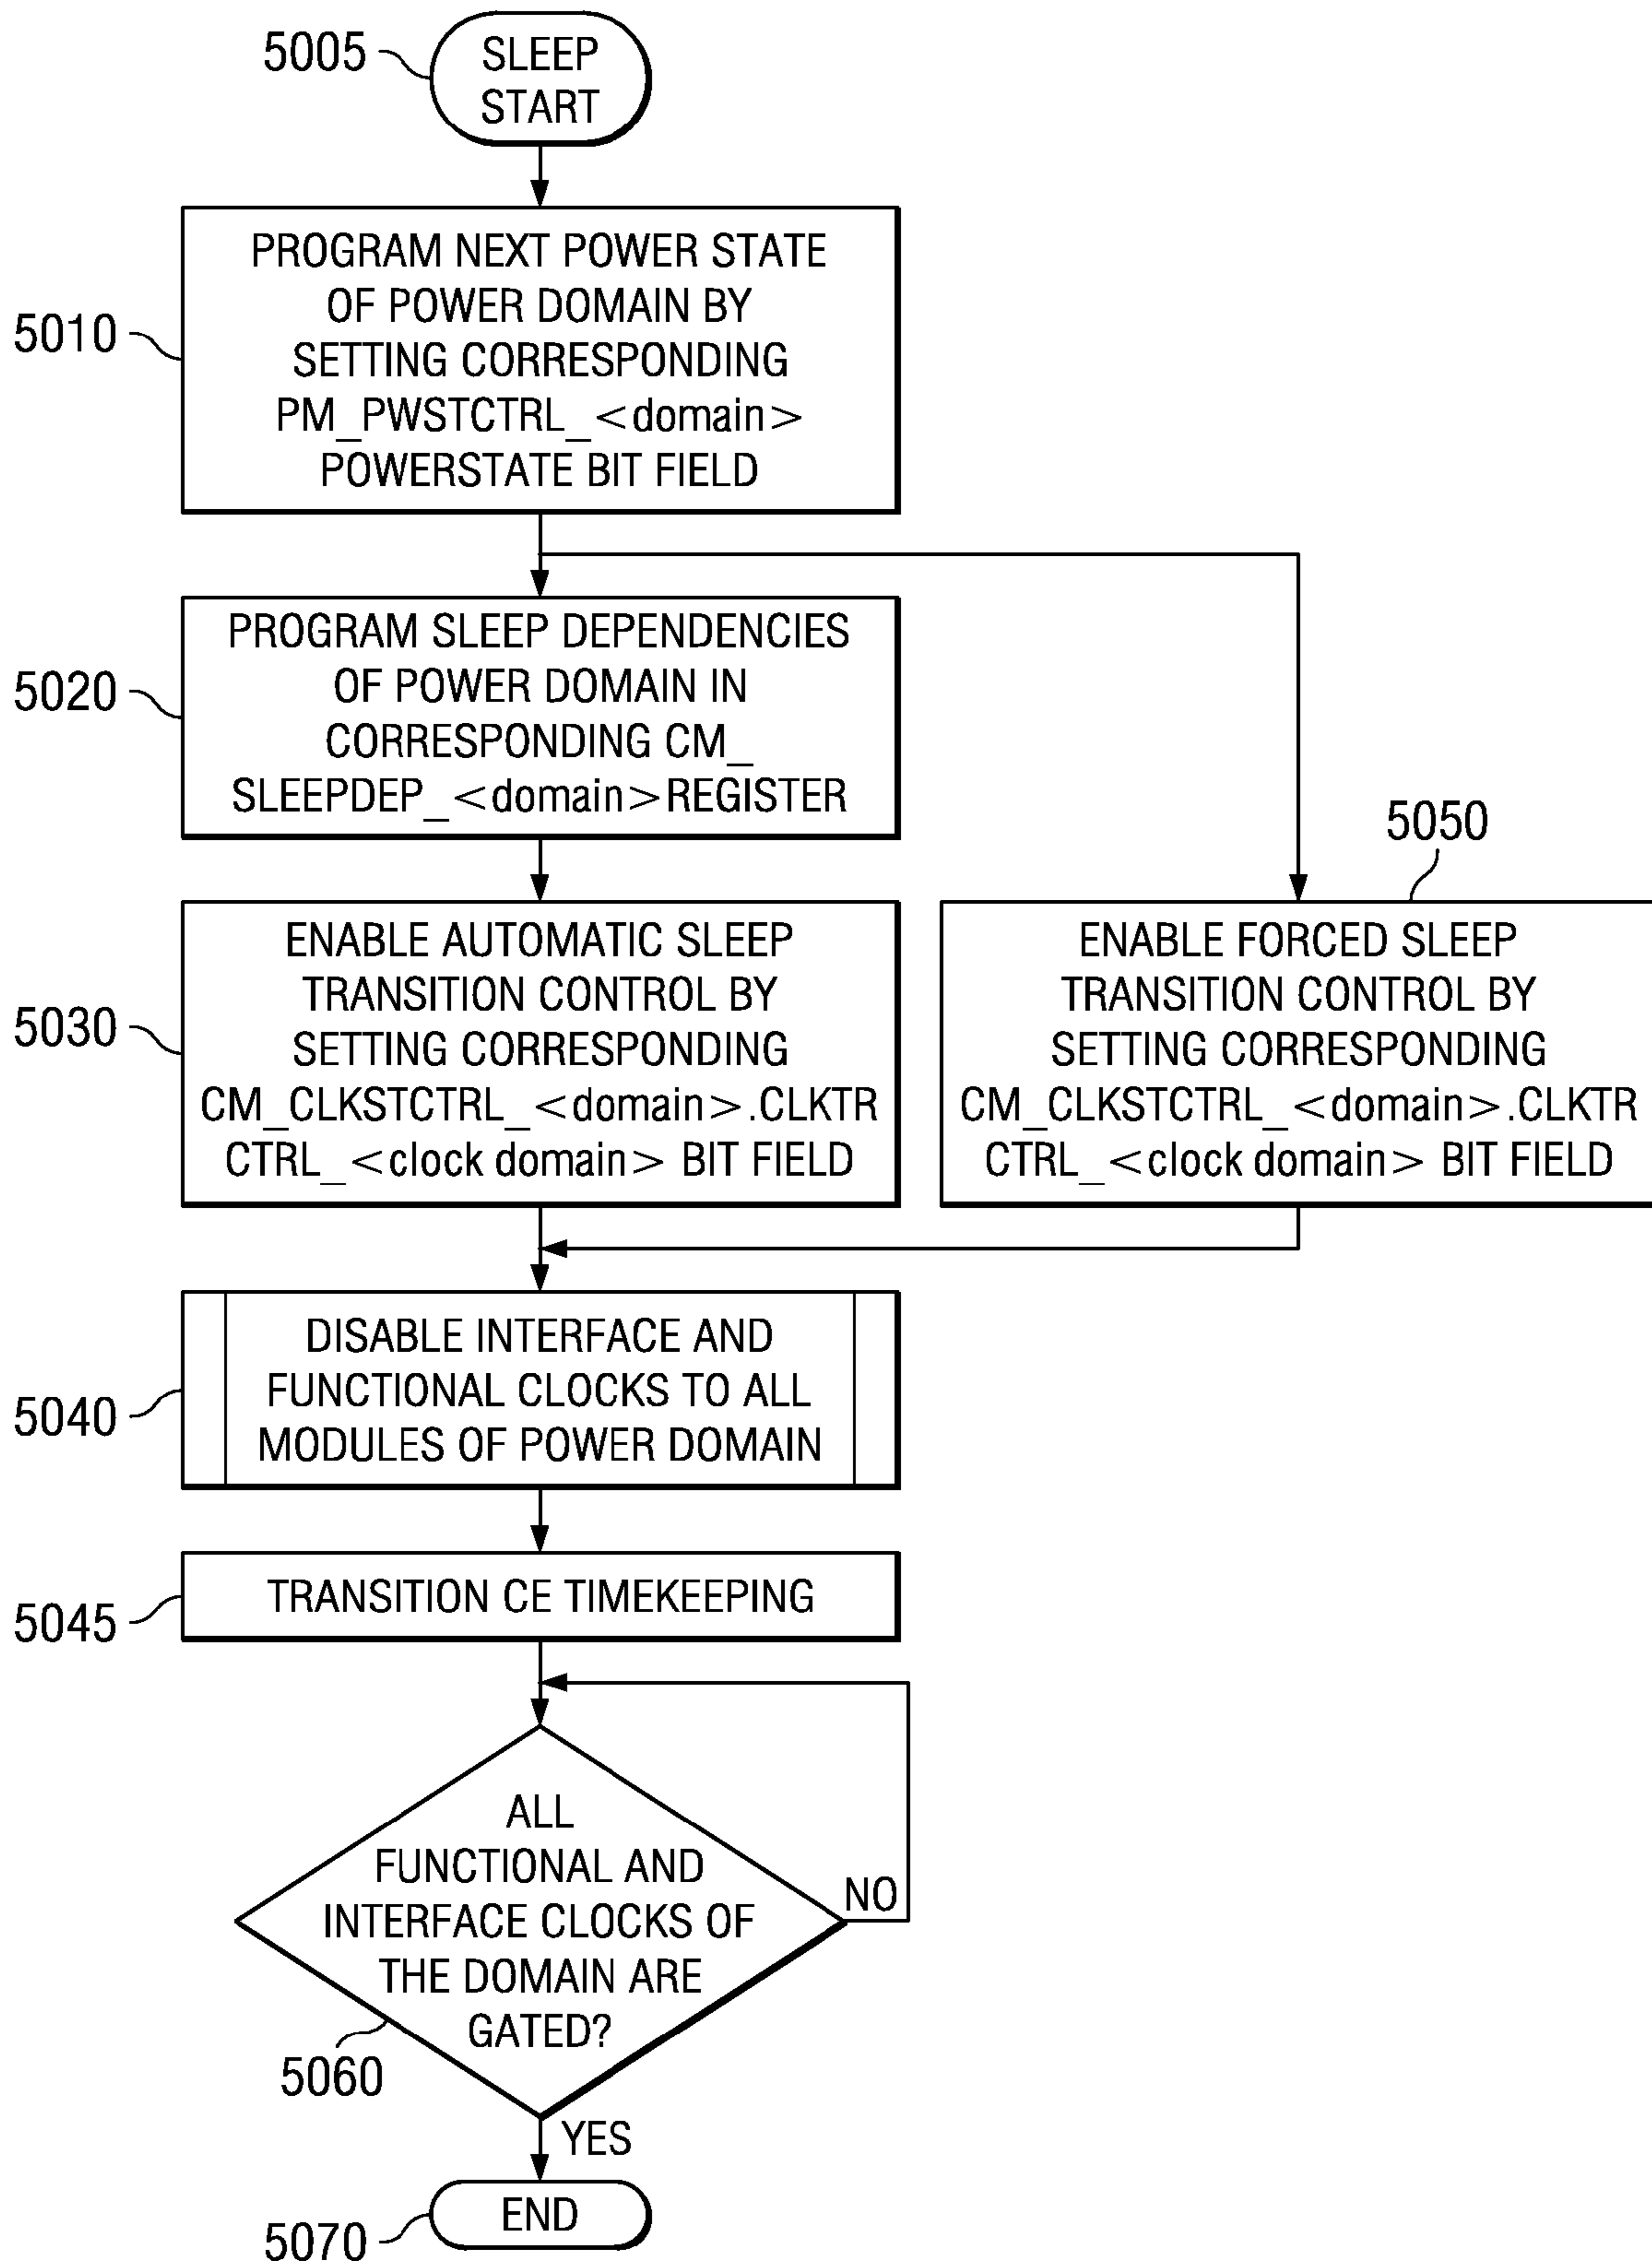 5005
SLEEP
START
5010
PROGRAM NEXT POWER STATE
OF POWER DOMAIN BY
SETTING CORRESPONDING
PM_PWSTCTRL_<domain>
POWERSTATE BIT FIELD
5020
PROGRAM SLEEP DEPENDENCIES
OF POWER DOMAIN IN
CORRESPONDING CM_
SLEEPDEP_<domain>REGISTER
5030
ENABLE AUTOMATIC SLEEP
TRANSITION CONTROL BY
SETTING CORRESPONDING
CM_CLKSTCTRL_<domain>.CLKTR
CTRL_<clock domain> BIT FIELD
5050
ENABLE FORCED SLEEP
TRANSITION CONTROL BY
SETTING CORRESPONDING
CM_CLKSTCTRL_<domain>.CLKTR
CTRL_<clock domain> BIT FIELD
5040
DISABLE INTERFACE AND
FUNCTIONAL CLOCKS TO ALL
MODULES OF POWER DOMAIN
5045
TRANSITION CE TIMEKEEPING
ALL
FUNCTIONAL AND
INTERFACE CLOCKS OF
THE DOMAIN ARE
GATED?
NO
5060
YES
5070
END